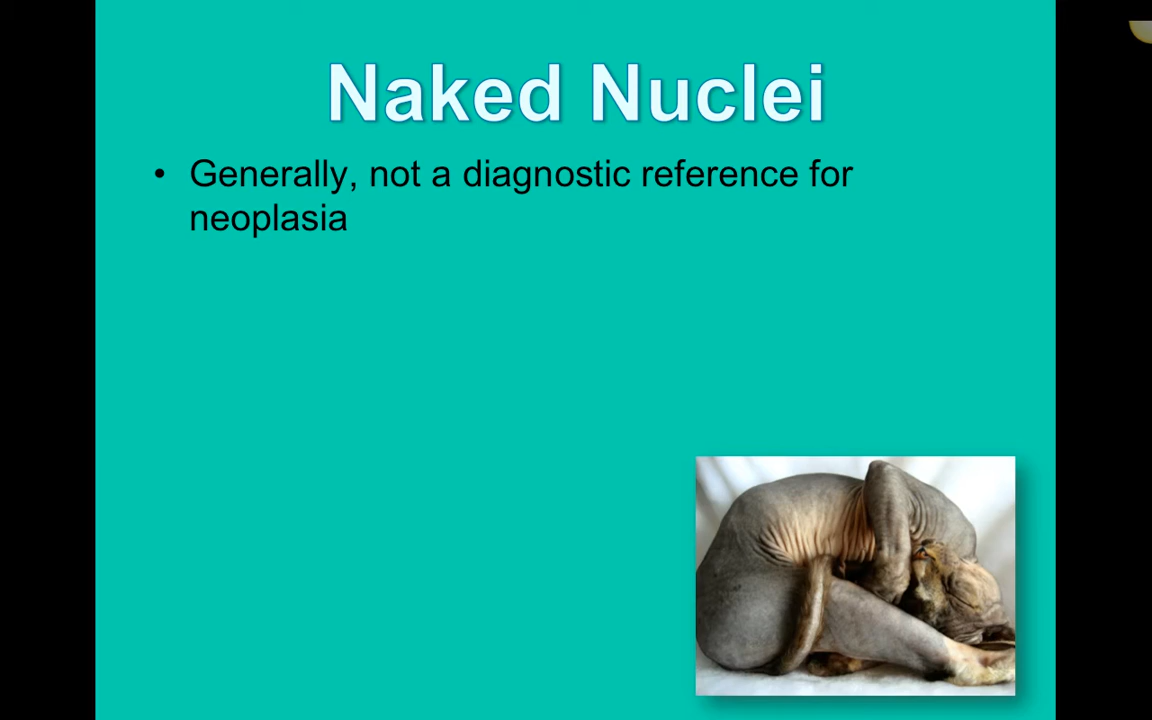 Naked Nuclei
• Generally, not a diagnostic reference for
neoplasia